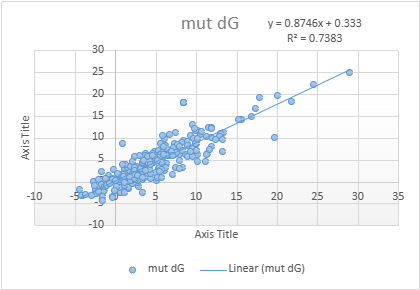 mut dG
y = 0.8746x + 0.333
R² = 0.7383
30
25
20
15
10
5
0
-5
-10
-10 -5 0 5 10 15 20 25 30 35
Axis Title
Axis Title
mut dG Linear (mut dG)